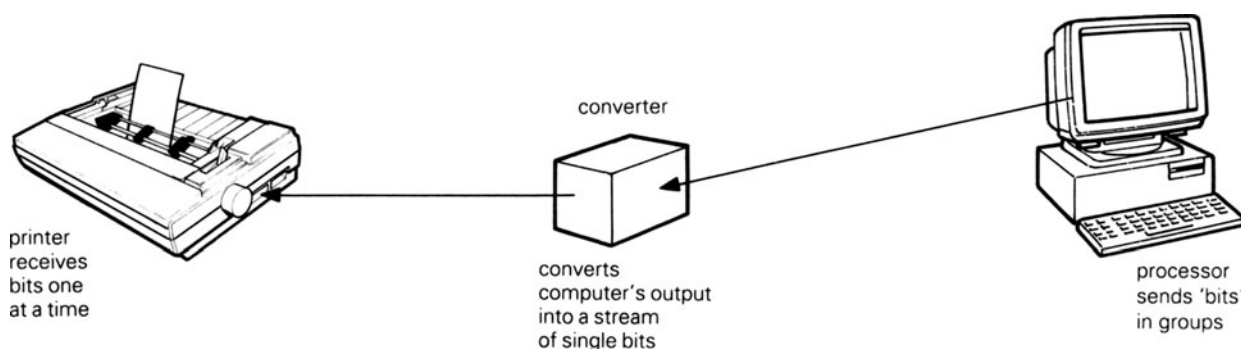 converter
printer
receives
bits one
at a time
converts
computer's output
into a stream
of single bits
processor
sends 'bits'
in groups